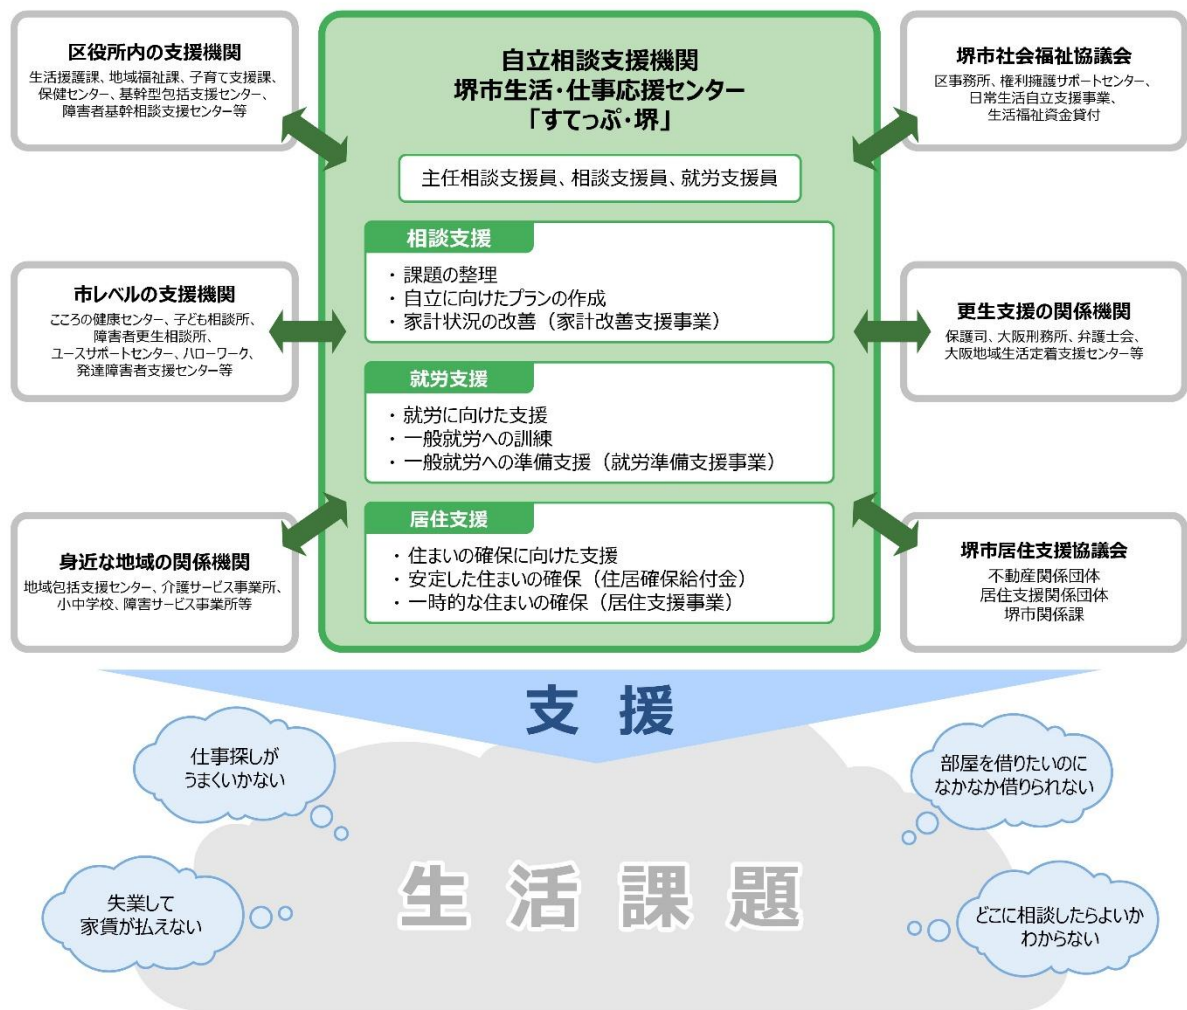 区役所内の支援機関
生活援護課、地域福祉課、子育て支援課、
保健センター、基幹型包括支援センター、
障害者基幹相談支援センター等
市レベルの支援機関
こころの健康センター、子ども相談所、
障害者更生相談所、
ユースサポートセンター、ハローワーク、
発達障害者支援センター等
身近な地域の関係機関
地域包括支援センター、介護サービス事業所、
小中学校、障害サービス事業所等
自立相談支援機関
堺市生活・仕事応援センター
「すてっぷ・堺」
主任相談支援員、相談支援員、就労支援員
相談支援
・ 課題の整理
・ 自立に向けたプランの作成
・ 家計状況の改善（家計改善支援事業）
就労支援
・ 就労に向けた支援
・ 一般就労への訓練
・ 一般就労への準備支援（就労準備支援事業）
居住支援
・ 住まいの確保に向けた支援
・ 安定した住まいの確保（住居確保給付金）
・ 一時的な住まいの確保（居住支援事業）
堺市社会福祉協議会
区事務所、権利擁護サポートセンター、
日常生活自立支援事業、
生活福祉資金貸付
更生支援の関係機関
保護司、大阪刑務所、弁護士会、
大阪地域生活定着支援センター等
堺市居住支援協議会
不動産関係団体
居住支援関係団体
堺市関係課
支援
仕事探しが
うまくいかない
部屋を借りたいのに
なかなか借りられない
失業して
家賃が払えない
生活課題
どこに相談したらよいか
わからない